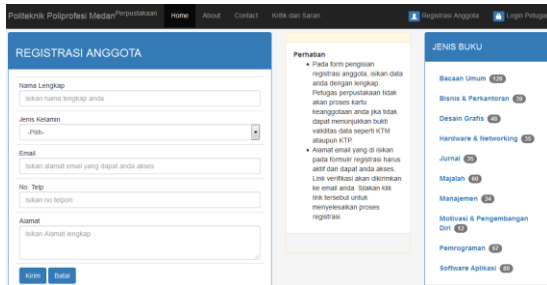 Politeknik Poliprofesi Medan Perpustakaan Home About Contact Kritik dan Saran Registrasi Anggota Login Petuga
REGISTRASI ANGGOTA
Nama Lengkap
Isikan nama lengkap anda
Jenis Kelamin
-Pilih-
Email
Isikan alamat email yang dapat anda akses
No. Telp
Isikan no telpon
Alamat
Isikan Alamat lengkap
Kirim Batal
Perhatian
• Pada form pengisian
registrasi anggota, isikan data
anda dengan lengkap.
Petugas perpustakaan tidak
akan proses kartu
keanggotaan anda jika tidak
dapat menunjukkan bukti
validitas data seperti KTM
ataupun KTP.
• Alamat email yang di isikan
pada formulir registrasi harus
aktif dan dapat anda akses.
Link verifikasi akan dikirimkan
ke email anda. Silakan klik
link tersebut untuk
menyelesaikan proses
registrasi.
JENIS BUKU
Bacaan Umum 120
Bisnis & Perkantoran 39
Desain Grafis 48
Hardware & Networking 35
Jurnal 35
Majalah 60
Manajemen 34
Motivasi & Pengembangan
Diri 12
Pemrograman 97
Software Aplikasi 80